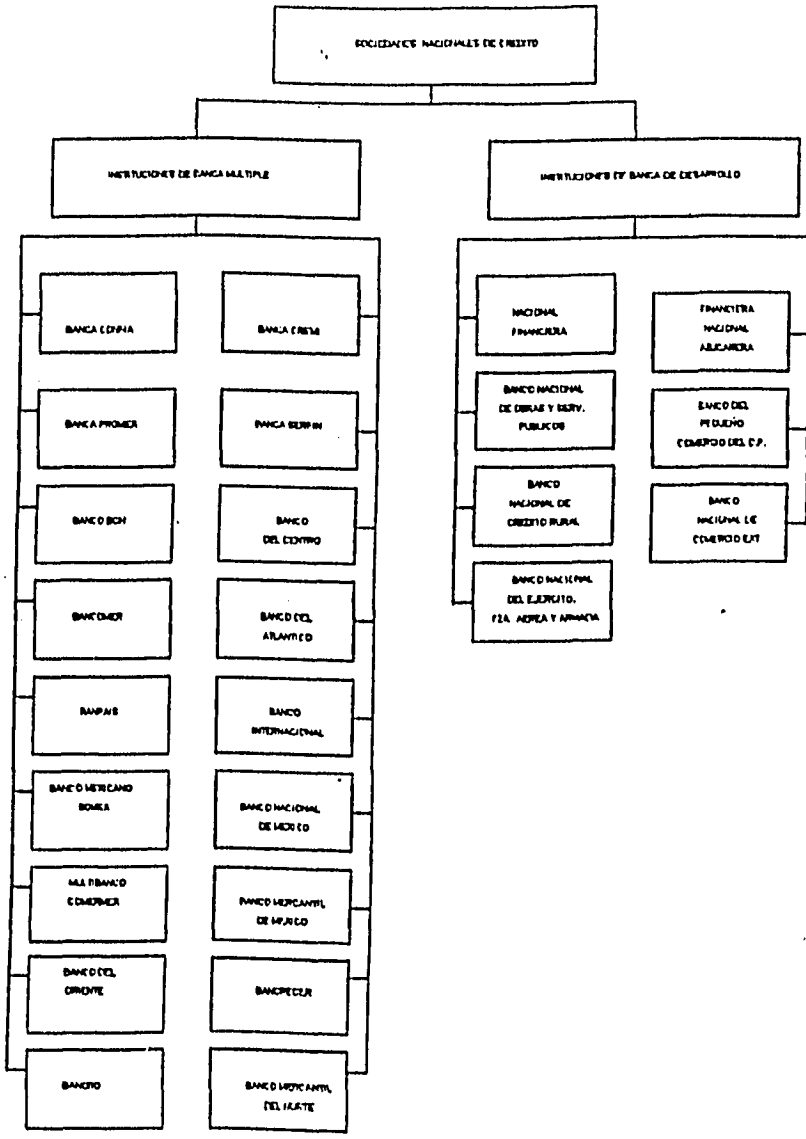 SOCIEDADES NACIONALES DE CREDITO
INSTITUCIONES DE BANCA MULTIPLE
INSTITUCIONES DE BANCA DE DESARROLLO
BANCA CONFIA
BANCA CREMI
BANCA PROMEX
BANCA SERFIN
BANCO BCH
BANCO
DEL CENTRO
BANCOMER
BANCO DEL
ATLANTICO
BANPAIS
BANCO
INTERNACIONAL
BANCO MEXICANO
SOMEX
BANCO NACIONAL
DE MEXICO
MULTIBANCO
COMERMEX
BANCO MERCANTIL
DE MEXICO
BANCO DEL
ORIENTE
BANCRECER
BANORO
BANCO MERCANTIL
DEL NORTE
NACIONAL
FINANCIERA
FINANCIERA
NACIONAL
AZUCARERA
BANCO NACIONAL
DE OBRAS Y SERV.
PUBLICOS
BANCO DEL
PEQUEÑO
COMERCIO DEL D.F.
BANCO
NACIONAL DE
CREDITO RURAL
BANCO
NACIONAL DE
COMERCIO EXT
BANCO NACIONAL
DEL EJERCITO,
FZA. AEREA Y ARMADA